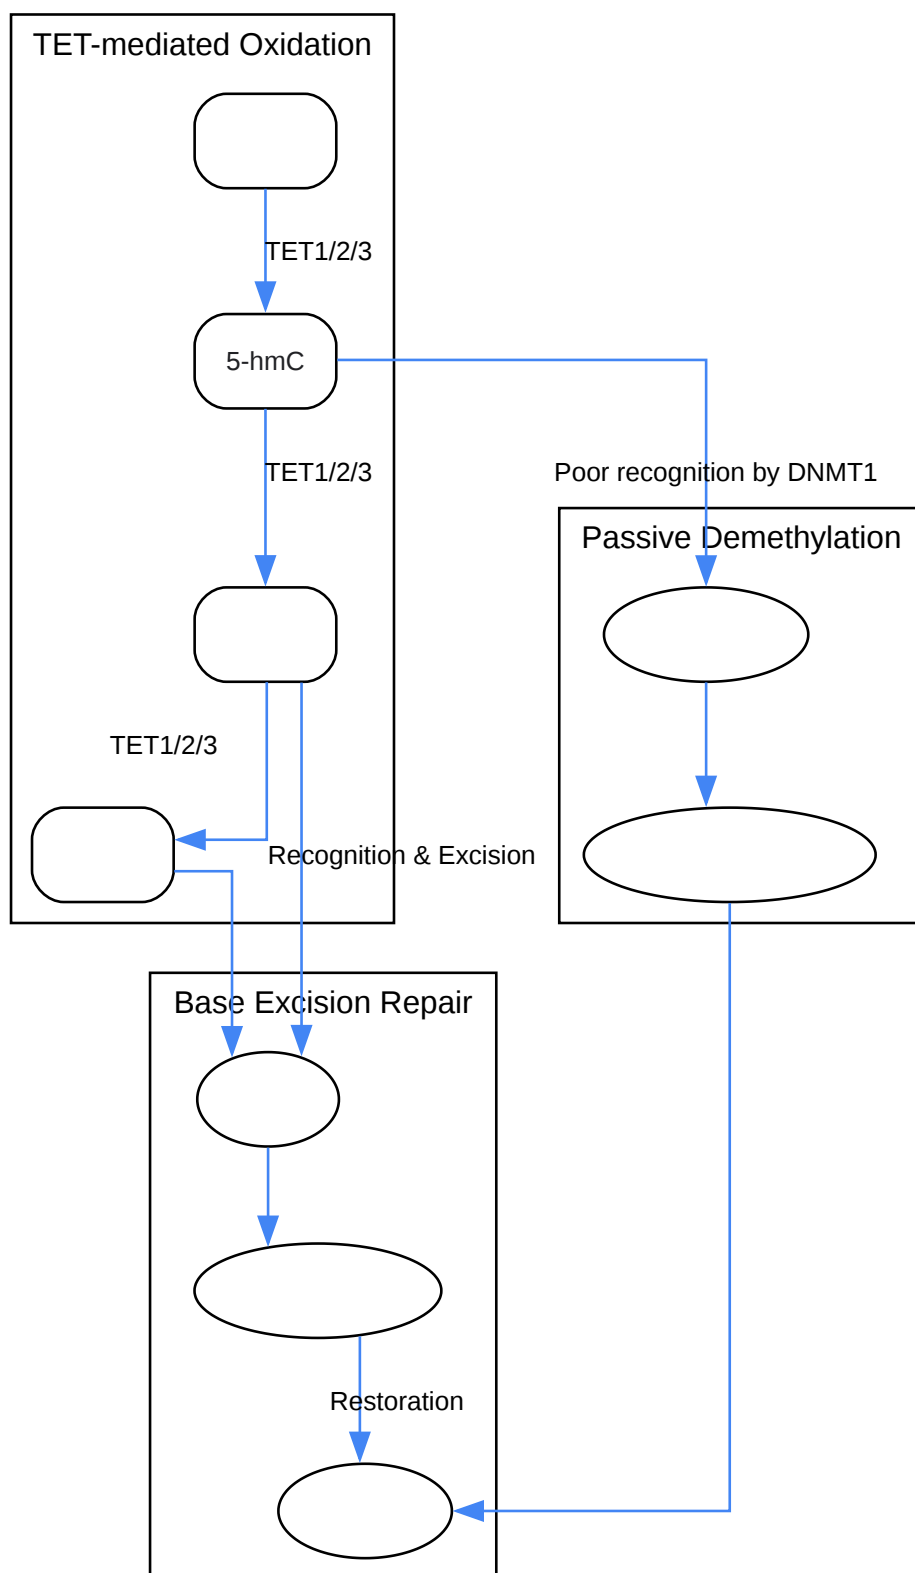 TET-mediated Oxidation
TET1/2/3
5-hmC
TET1/2/3
Poor recognition by DNMT1
Passive Demethylation
TET1/2/3
Recognition & Excision
Base Excision Repair
Restoration